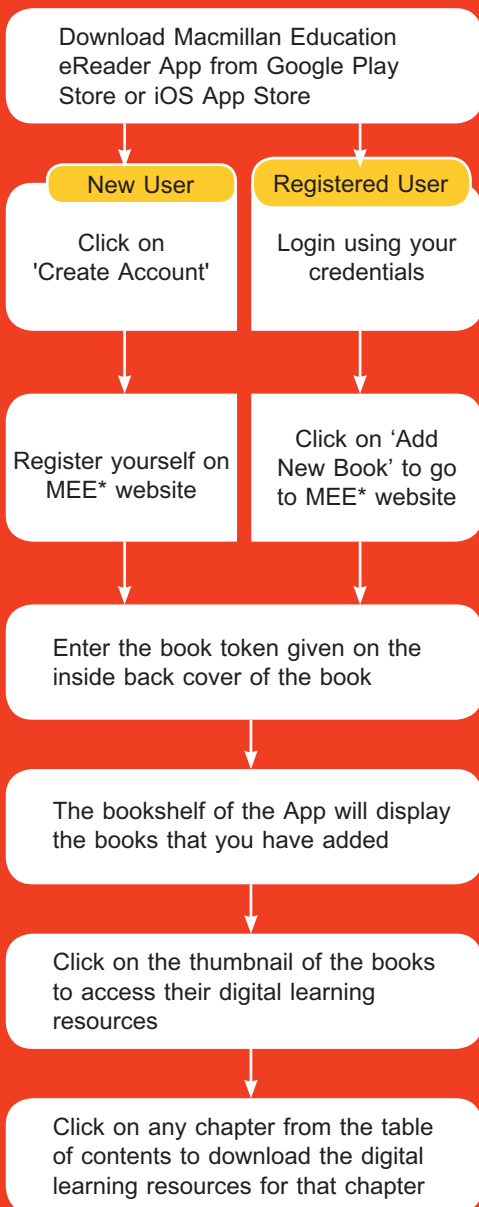 Download Macmillan Education
eReader App from Google Play
Store or iOS App Store
New User
Click on
'Create Account'
Registered User
Login using your
credentials
Register yourself on
MEE* website
Click on ‘Add
New Book’ to go
to MEE* website
Enter the book token given on the
inside back cover of the book
The bookshelf of the App will display
the books that you have added
Click on the thumbnail of the books
to access their digital learning
resources
Click on any chapter from the table
of contents to download the digital
learning resources for that chapter